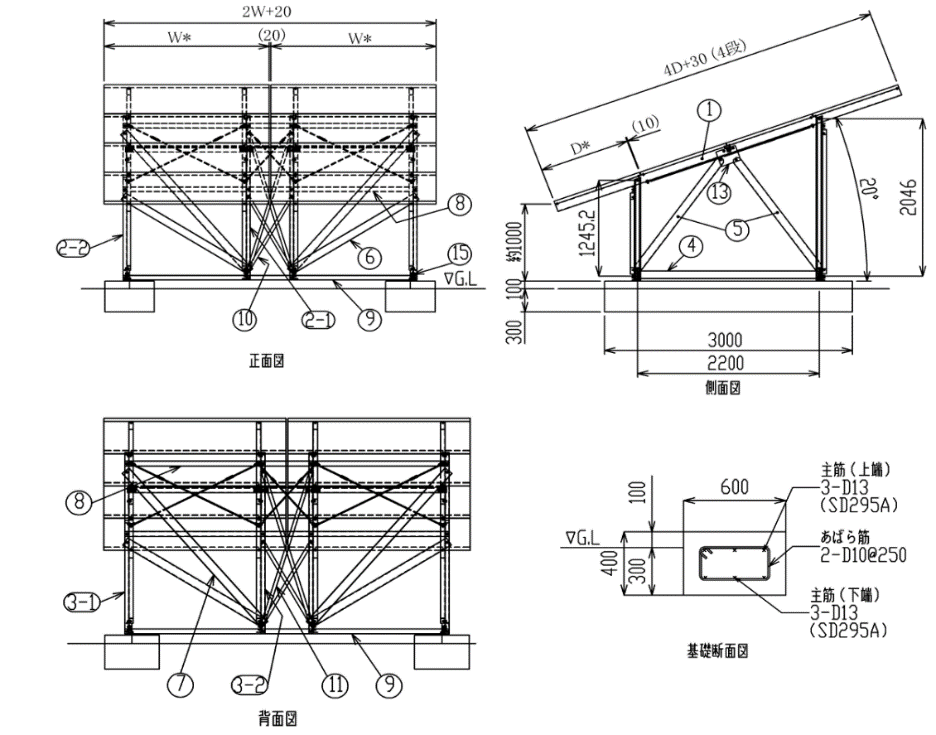 2W+20
W*
(20)
W*
2-2
8
6
15
▽G.L
10
2-1
9
正面図
4D+30 (4段)
D*
(10)
1
13
5
4
約1000
1245.2
20°
2046
100
300
3000
2200
側面図
8
3-1
7
3-2
11
9
背面図
600
100
▽G.L
400
300
主筋(上端)
3-D13
(SD295A)
あばら筋
2-D10@250
主筋(下端)
3-D13
(SD295A)
基礎断面図